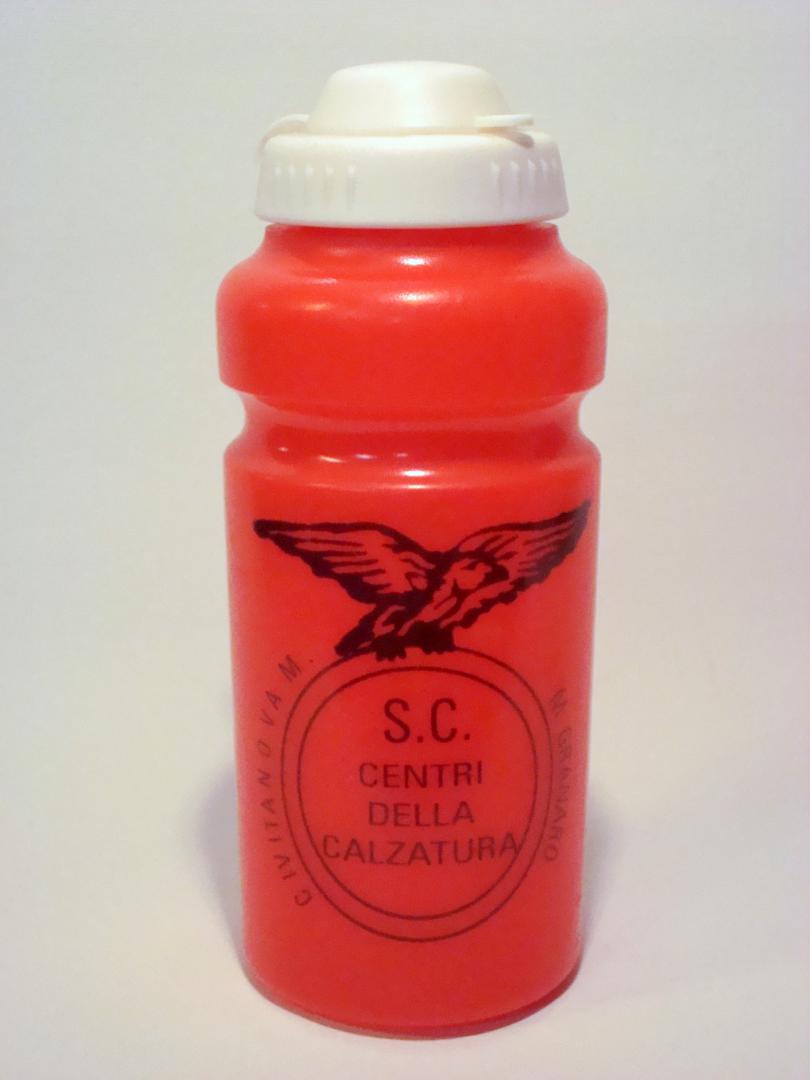 CIVITANOVA M.
M. GRANARO
S.C.
CENTRI
DELLA
CALZATURA